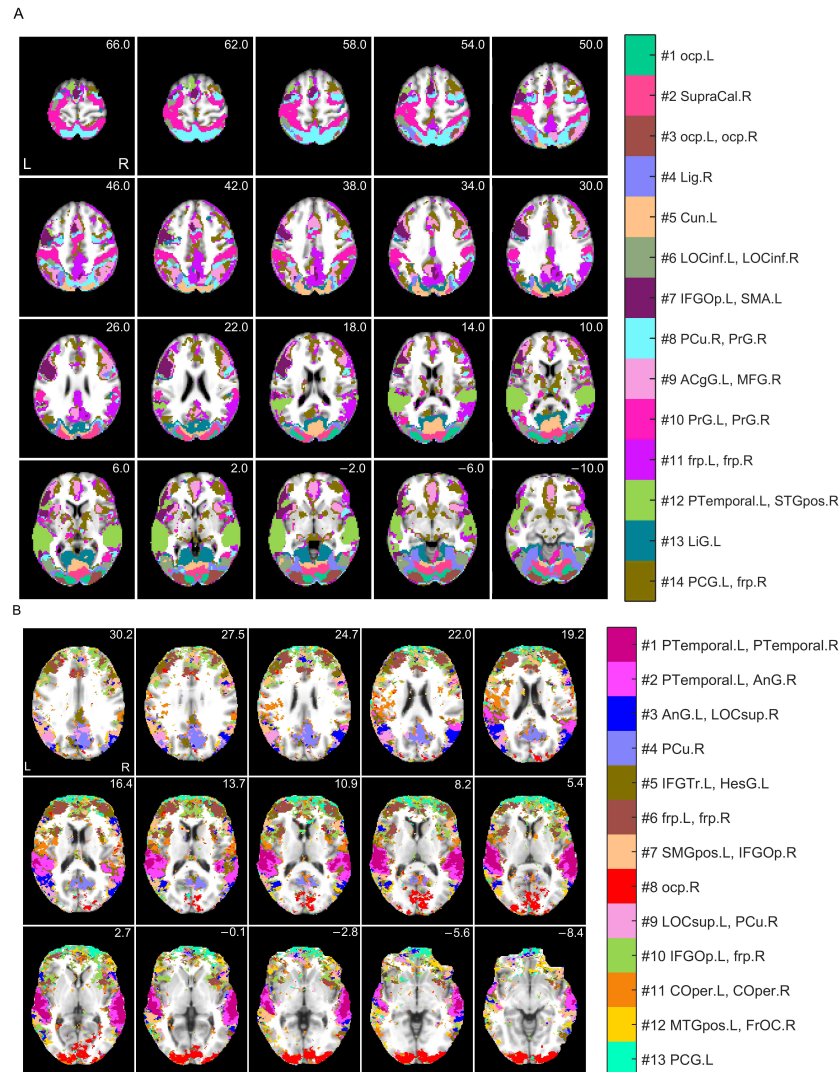 A
66.0 62.0 58.0 54.0 50.0
L R
46.0 42.0 38.0 34.0 30.0
26.0 22.0 18.0 14.0 10.0
6.0 2.0 −2.0 −6.0 −10.0
#1 ocp.L
#2 SupraCal.R
#3 ocp.L, ocp.R
#4 Lig.R
#5 Cun.L
#6 LOCinf.L, LOCinf.R
#7 IFGOp.L, SMA.L
#8 PCu.R, PrG.R
#9 ACgG.L, MFG.R
#10 PrG.L, PrG.R
#11 frp.L, frp.R
#12 PTemporal.L, STGpos.R
#13 LiG.L
#14 PCG.L, frp.R
B
30.2 27.5 24.7 22.0 19.2
L R
16.4 13.7 10.9 8.2 5.4
2.7 −0.1 −2.8 −5.6 −8.4
#1 PTemporal.L, PTemporal.R
#2 PTemporal.L, AnG.R
#3 AnG.L, LOCsup.R
#4 PCu.R
#5 IFGTr.L, HesG.L
#6 frp.L, frp.R
#7 SMGpos.L, IFGOp.R
#8 ocp.R
#9 LOCsup.L, PCu.R
#10 IFGOp.L, frp.R
#11 COper.L, COper.R
#12 MTGpos.L, FrOC.R
#13 PCG.L